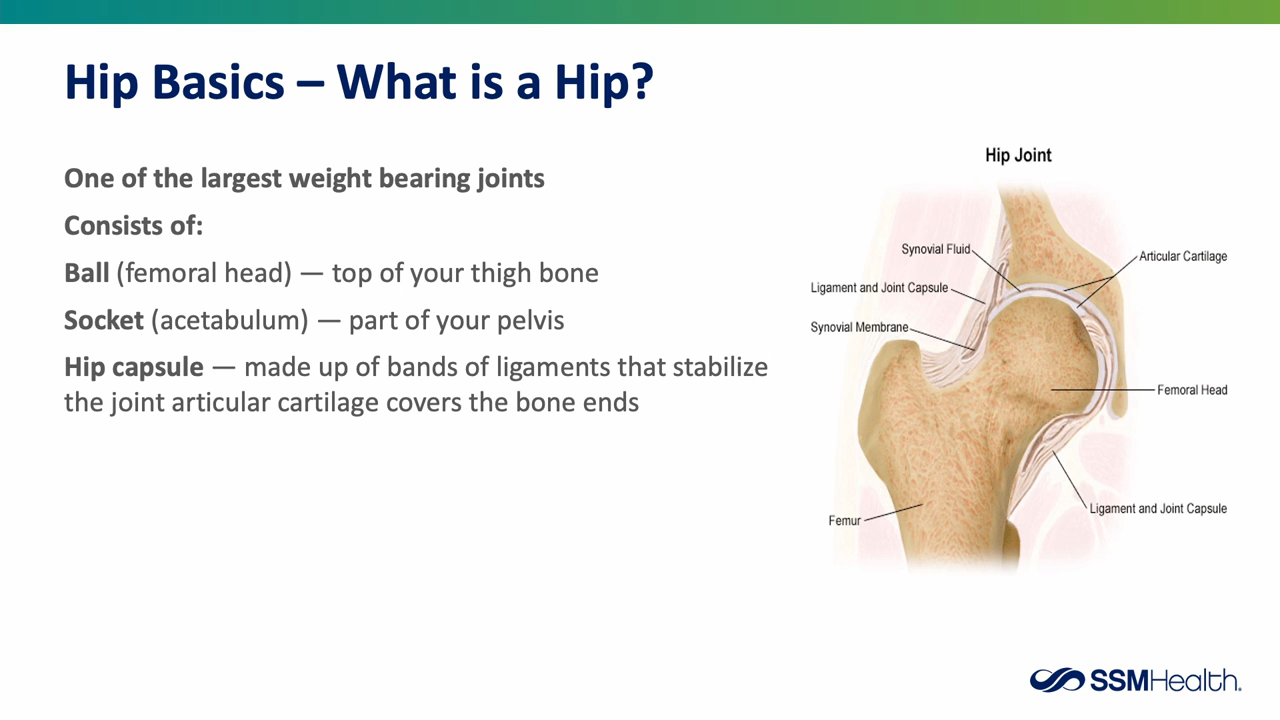 Hip Basics – What is a Hip?
One of the largest weight bearing joints
Consists of:
Ball (femoral head) — top of your thigh bone
Socket (acetabulum) — part of your pelvis
Hip capsule — made up of bands of ligaments that stabilize
the joint articular cartilage covers the bone ends
Hip Joint
Synovial Fluid
Articular Cartilage
Ligament and Joint Capsule
Synovial Membrane
Femoral Head
Ligament and Joint Capsule
Femur
SSMHealth.